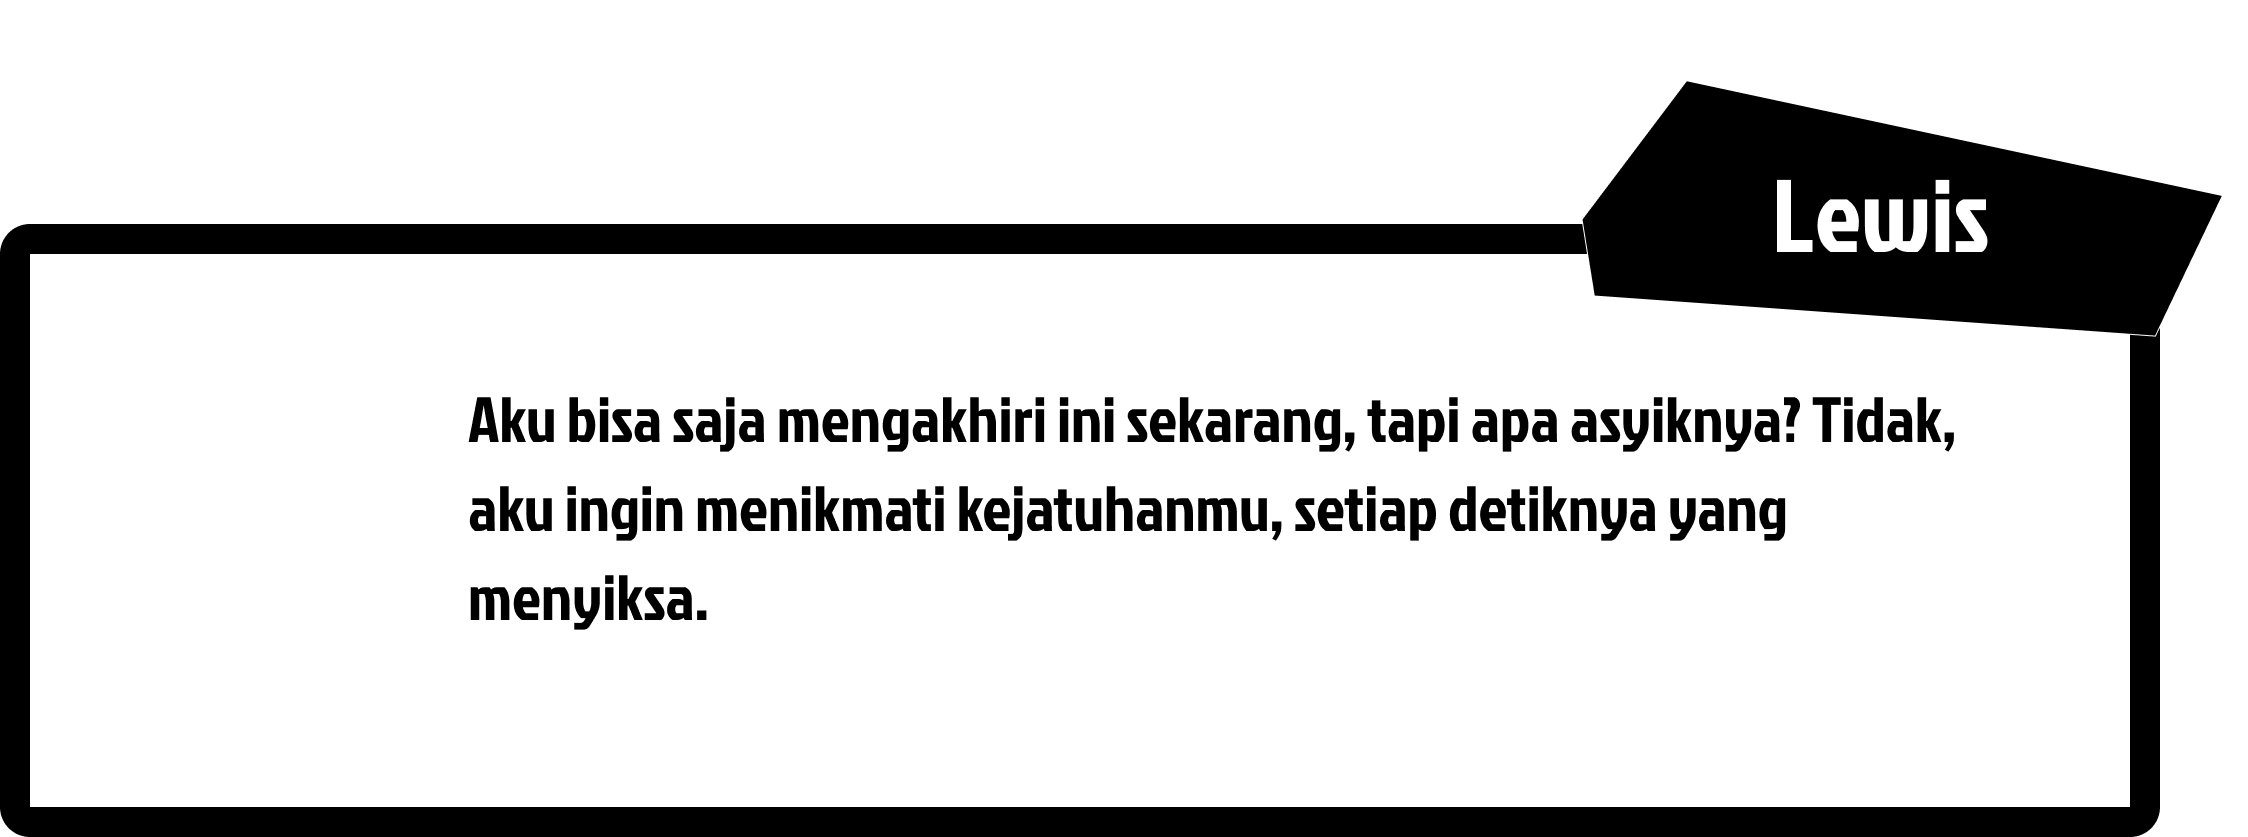 Lewis
Aku bisa saja mengakhiri ini sekarang, tapi apa asyiknya? Tidak,
aku ingin menikmati kejatuhanmu, setiap detiknya yang
menyiksa.